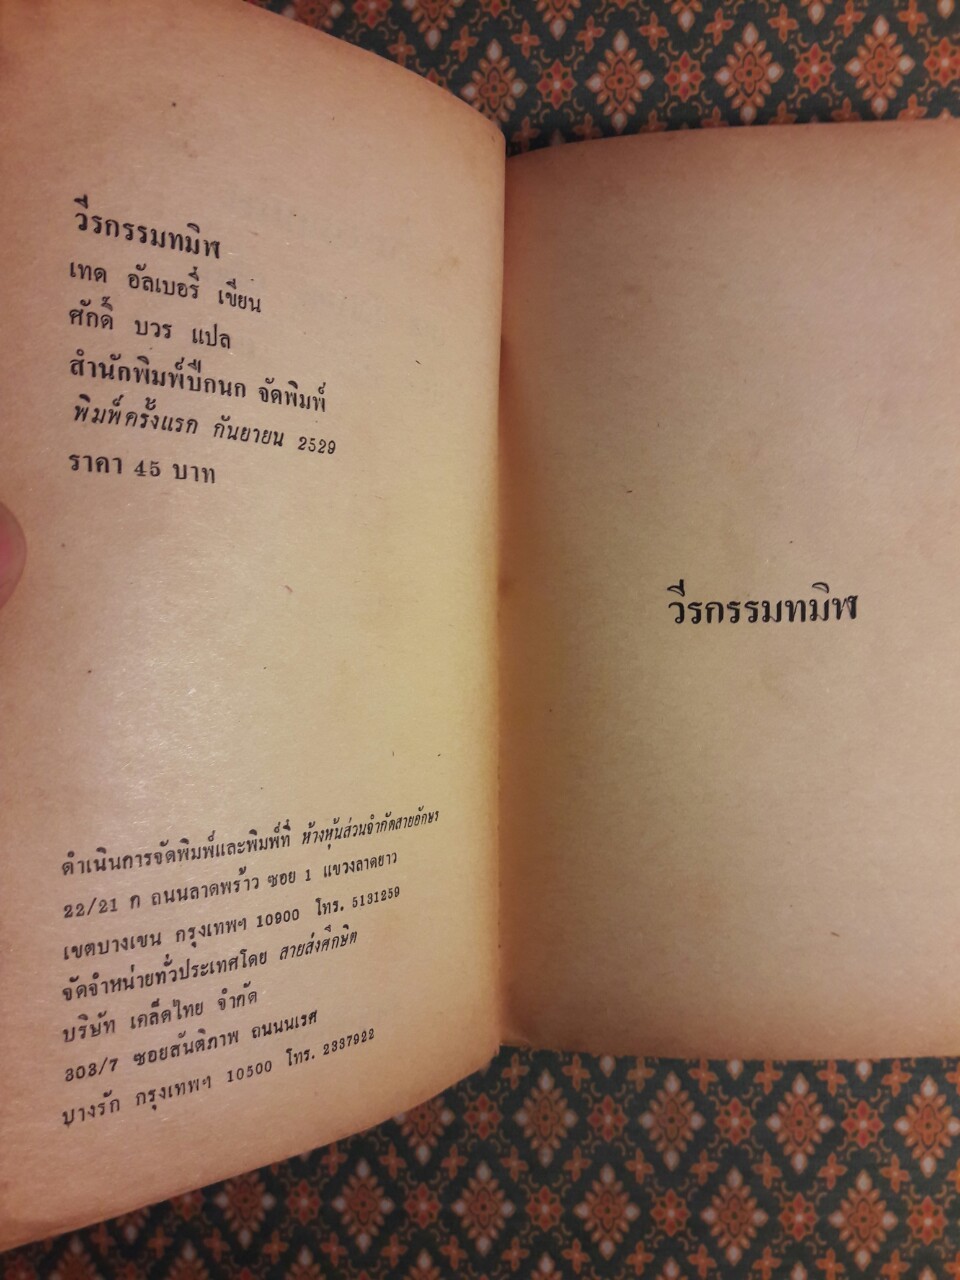 วีรกรรมทมิฬ
เทด อัลเบอรี่ เขียน
ศักดิ์ บวร แปล
สำนักพิมพ์บีกนก จัดพิมพ์
พิมพ์ครั้งแรก กันยายน 2529
ราคา 45 บาท
ดำเนินการจัดพิมพ์และพิมพ์ที่ ห้างหุ้นส่วนจำกัดสายอักษร
22/21 ก ถนนลาดพร้าว ซอย 1 แขวงลาดยาว
เขตบางเขน กรุงเทพฯ 10900 โทร. 5131259
จัดจำหน่ายทั่วประเทศโดย สายส่งศึกษิต
บริษัท เคล็ดไทย จำกัด
303/7 ซอยสันติภาพ ถนนนเรศ
บางรัก กรุงเทพฯ 10500 โทร. 2337922
วีรกรรมทมิฬ